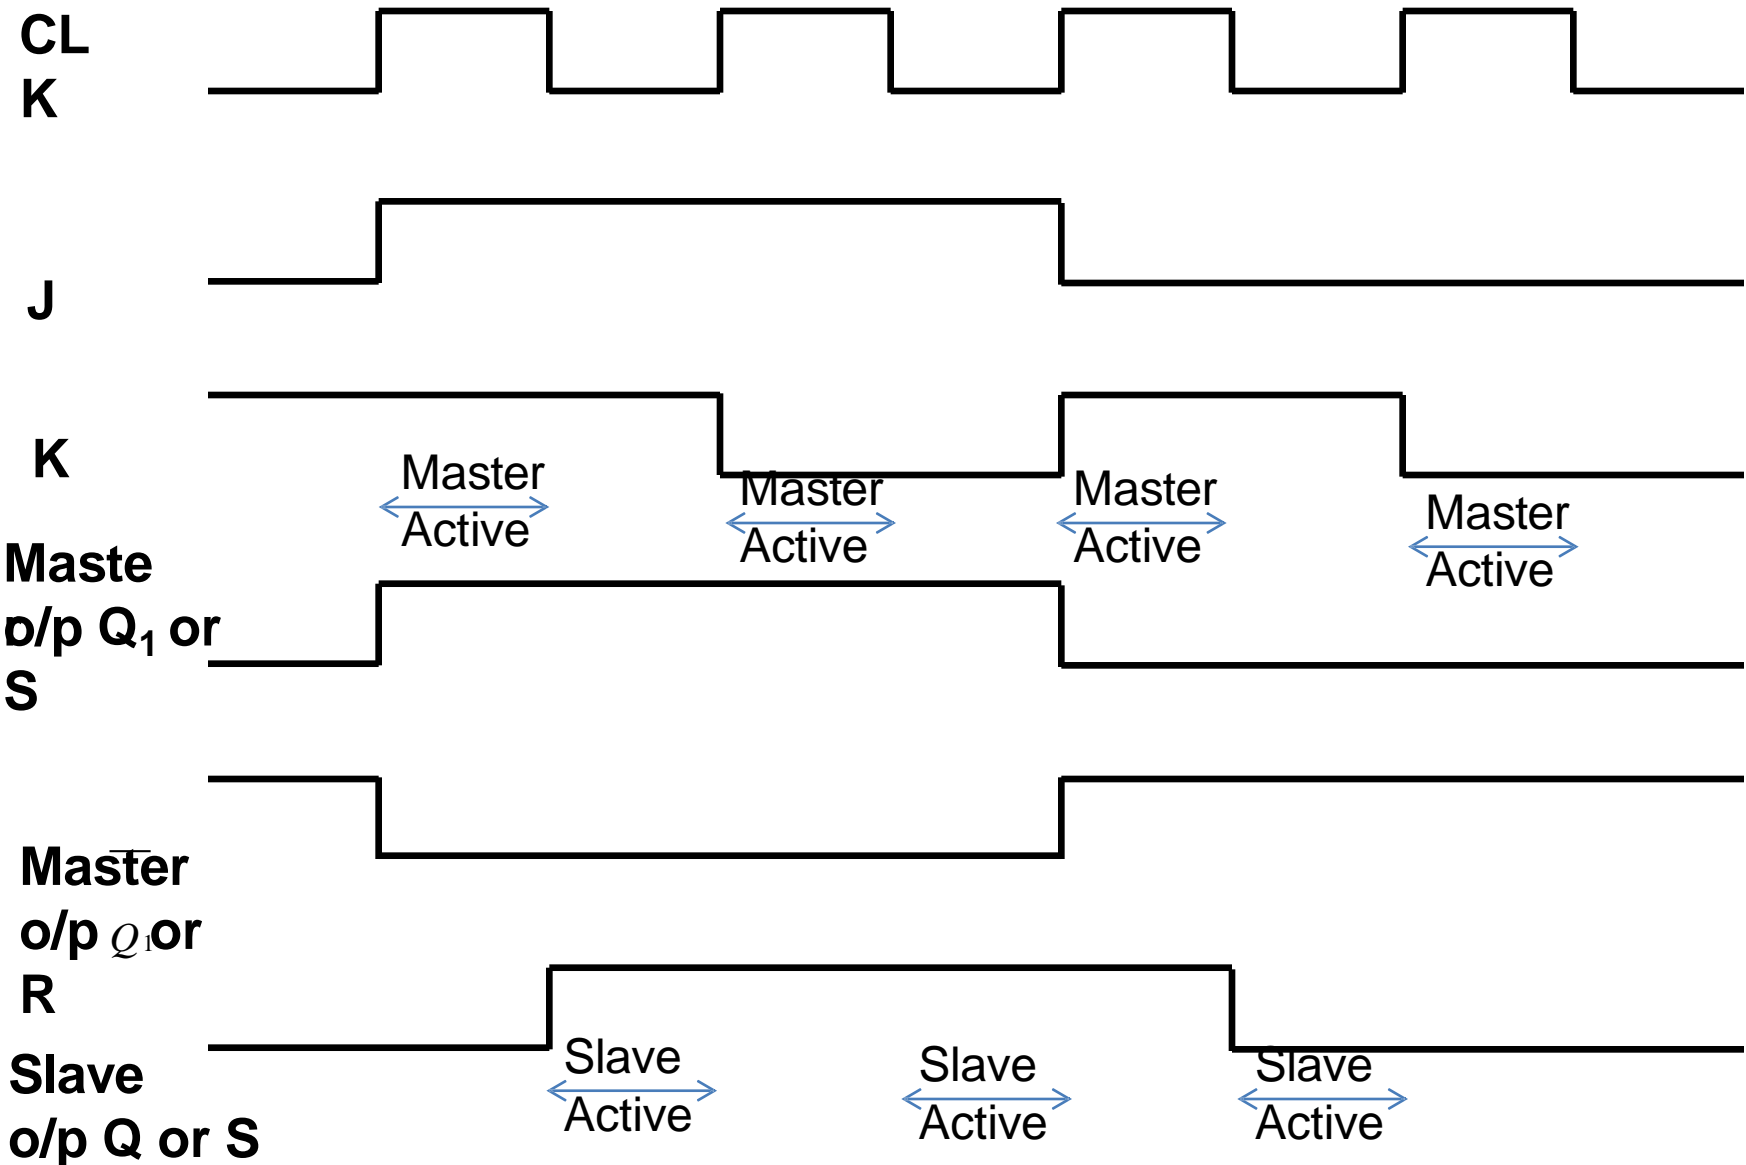 CL
K
J
K
Master
Active
Master
Active
Master
Active
Master
Active
Maste
r
o/p Q₁ or
S
Master
o/p Q̅₁ or
R
Slave
Active
Slave
Active
Slave
Active
Slave
o/p Q or S